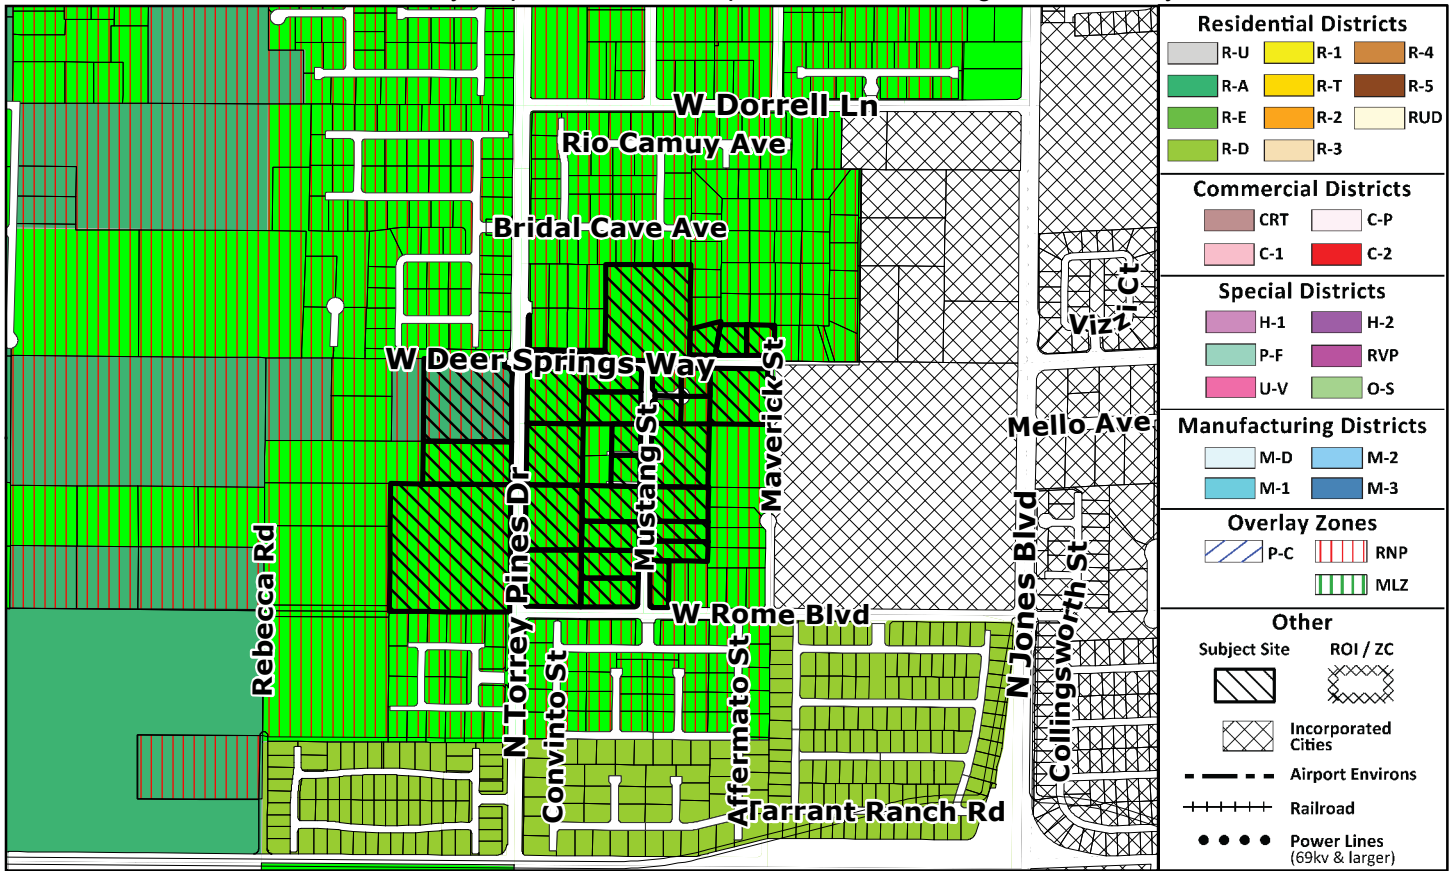 W Dorrell Ln
Rio Camuy Ave
Bridal Cave Ave
Vizzi Ct
W Deer Springs Way
Mello Ave
Maverick St
Mustang St
N Torrey Pines Dr
Rebecca Rd
N Jones Blvd
Collingsworth St
W Rome Blvd
Convinto St
Affermato St
Tarrant Ranch Rd
Residential Districts
R-U R-1 R-4
R-A R-T R-5
R-E R-2 RUD
R-D R-3
Commercial Districts
CRT C-P
C-1 C-2
Special Districts
H-1 H-2
P-F RVP
U-V O-S
Manufacturing Districts
M-D M-2
M-1 M-3
Overlay Zones
P-C RNP
MLZ
Other
Subject Site ROI / ZC
Incorporated
Cities
Airport Environs
Railroad
Power Lines
(69kv & larger)